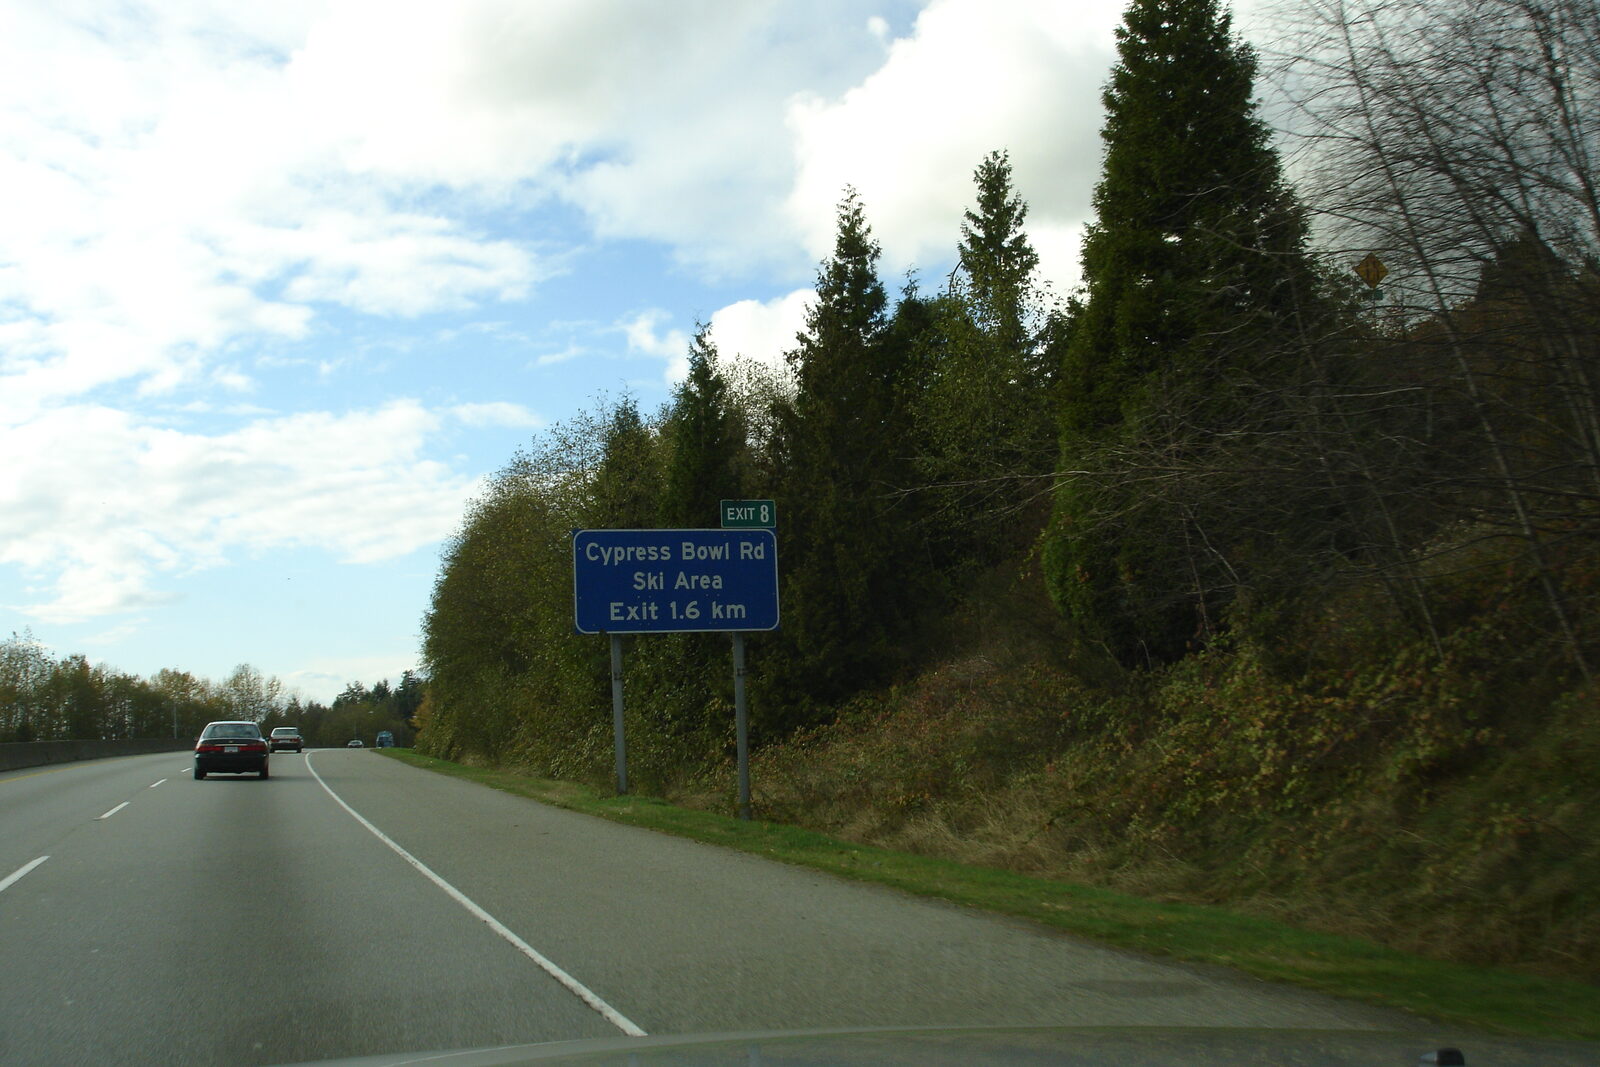 EXIT 8
Cypress Bowl Rd
Ski Area
Exit 1.6 km